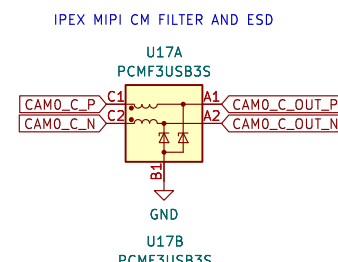 IPEX MIPI CM FILTER AND ESD
U17A
PCMF3USB3S
CAM0_C_P C1 A1 CAM0_C_OUT_P
CAM0_C_N C2 A2 CAM0_C_OUT_N
B1
GND
U17B
PCMF3USB3S